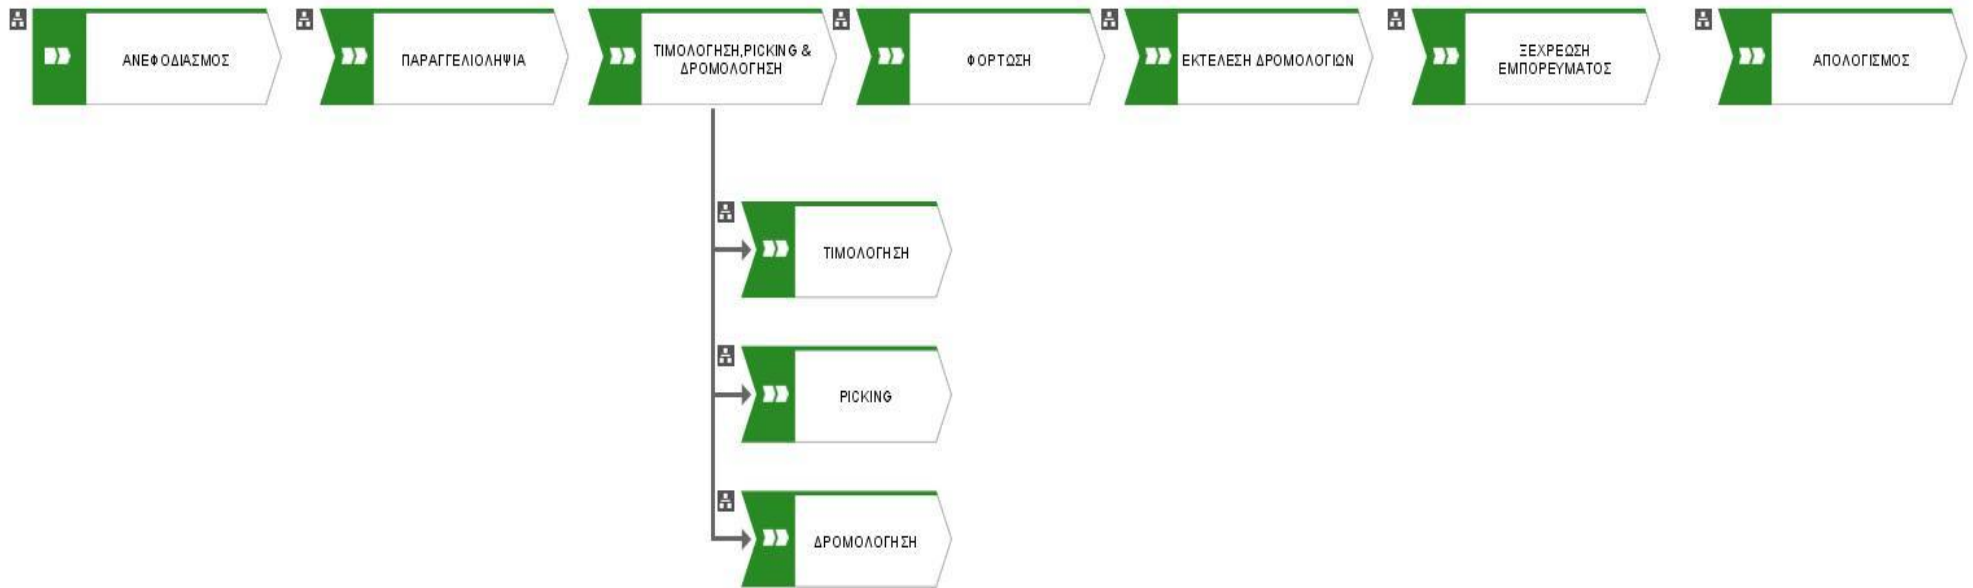 ΑΝΕΦΟΔΙΑΣΜΟΣ
ΠΑΡΑΓΓΕΛΙΟΛΗΨΙΑ
ΤΙΜΟΛΟΓΗΣΗ,PICKING &
ΔΡΟΜΟΛΟΓΗΣΗ
ΦΟΡΤΩΣΗ
ΕΚΤΕΛΕΣΗ ΔΡΟΜΟΛΟΓΙΩΝ
ΞΕΧΡΕΩΣΗ
ΕΜΠΟΡΕΥΜΑΤΟΣ
ΑΠΟΛΟΓΙΣΜΟΣ
ΤΙΜΟΛΟΓΗΣΗ
PICKING
ΔΡΟΜΟΛΟΓΗΣΗ